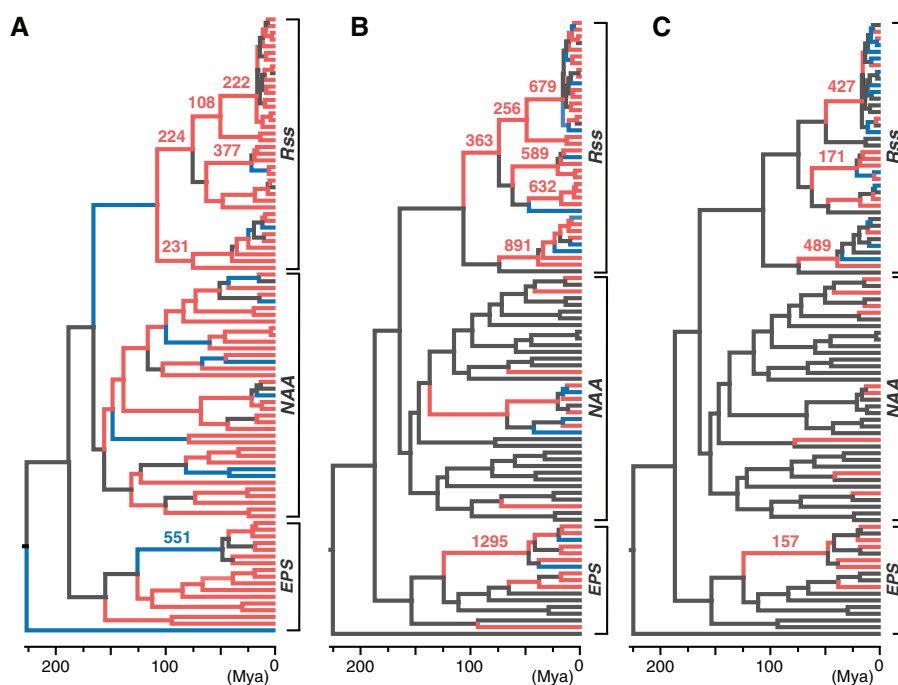 A
B
C
222
108
224
377
231
551
Rss
NAA
EPS
200 100 0
(Mya)
679
256
363
589
632
891
1295
Rss
NAA
EPS
200 100 0
(Mya)
427
171
489
157
Rss
NAA
EPS
200 100 0
(Mya)